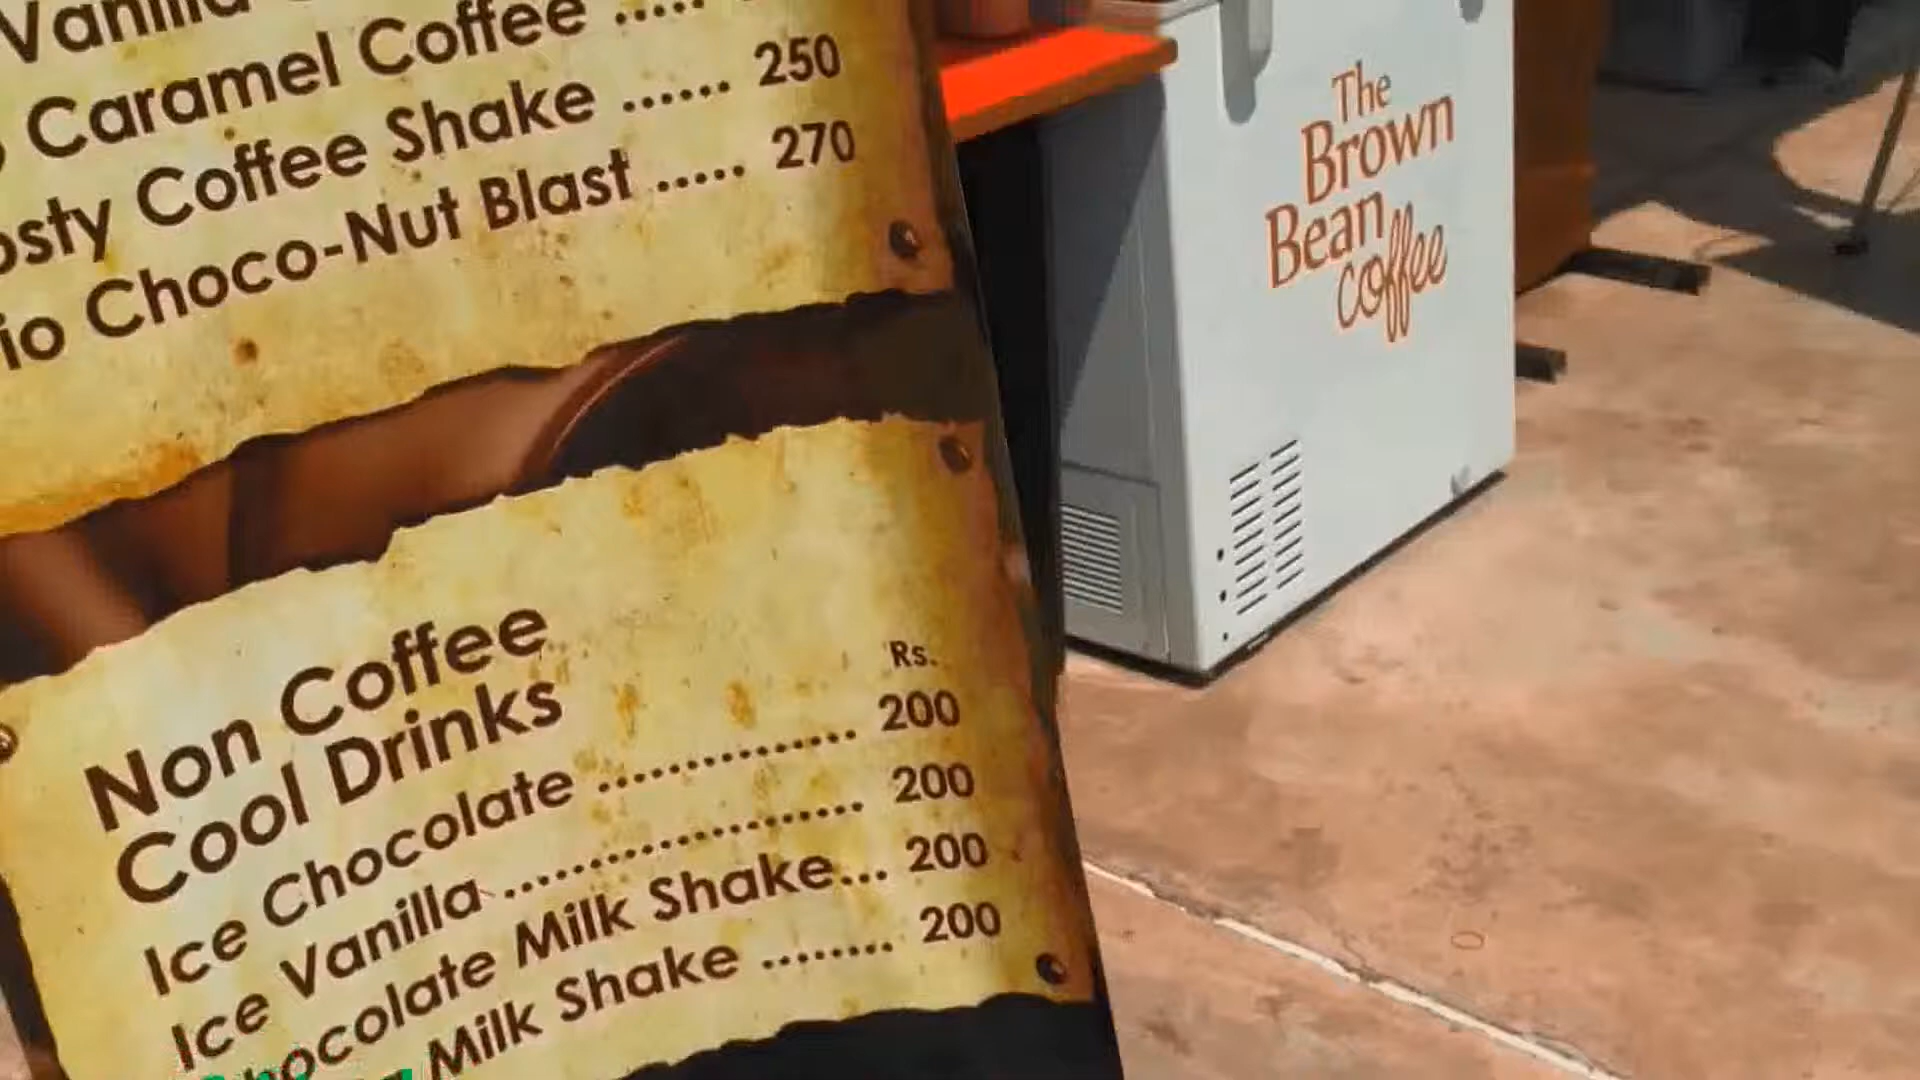 Vanilla
Caramel Coffee .....
Coffee Shake ...... 250
Choco-Nut Blast ..... 270
Non Coffee
Cool Drinks
Rs.
Ice Chocolate .............. 200
Ice Vanilla ................... 200
Chocolate Milk Shake... 200
Milk Shake ........ 200
The
Brown
Bean
coffee